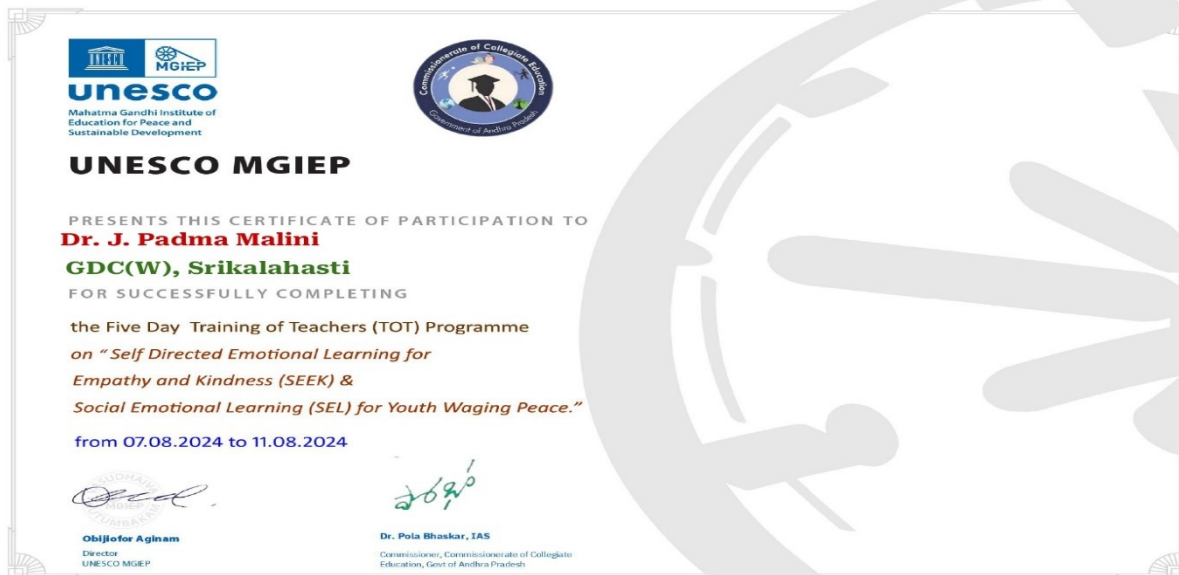 MGIEP
unesco
Mahatma Gandhi Institute of
Education for Peace and
Sustainable Development
Commissionerate of Collegiate Education
Government of Andhra Pradesh
UNESCO MGIEP
PRESENTS THIS CERTIFICATE OF PARTICIPATION TO
Dr. J. Padma Malini
GDC(W), Srikalahasti
FOR SUCCESSFULLY COMPLETING
the Five Day Training of Teachers (TOT) Programme
on “ Self Directed Emotional Learning for
Empathy and Kindness (SEEK) &
Social Emotional Learning (SEL) for Youth Waging Peace.”
from 07.08.2024 to 11.08.2024
MGIEP
Obijiofor Aginam
Director
UNESCO MGIEP
Dr. Pola Bhaskar, IAS
Commissioner, Commissionerate of Collegiate
Education, Govt of Andhra Pradesh